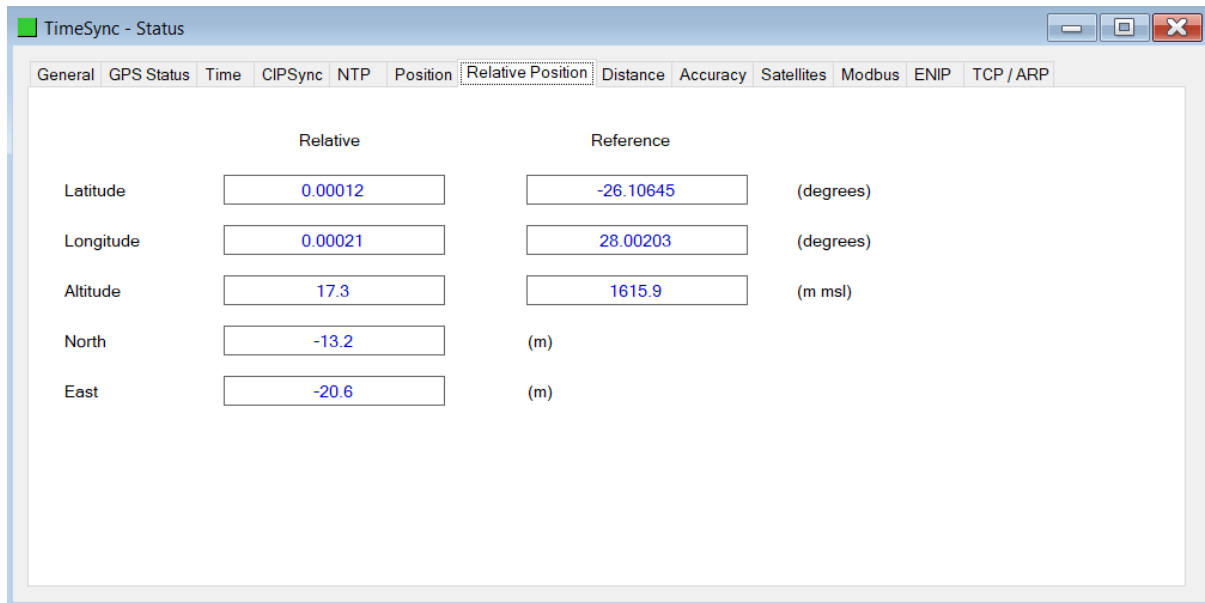 TimeSync - Status
General GPS Status Time CIPSync NTP Position Relative Position Distance Accuracy Satellites Modbus ENIP TCP / ARP
Relative Reference
Latitude 0.00012 -26.10645 (degrees)
Longitude 0.00021 28.00203 (degrees)
Altitude 17.3 1615.9 (m msl)
North -13.2 (m)
East -20.6 (m)